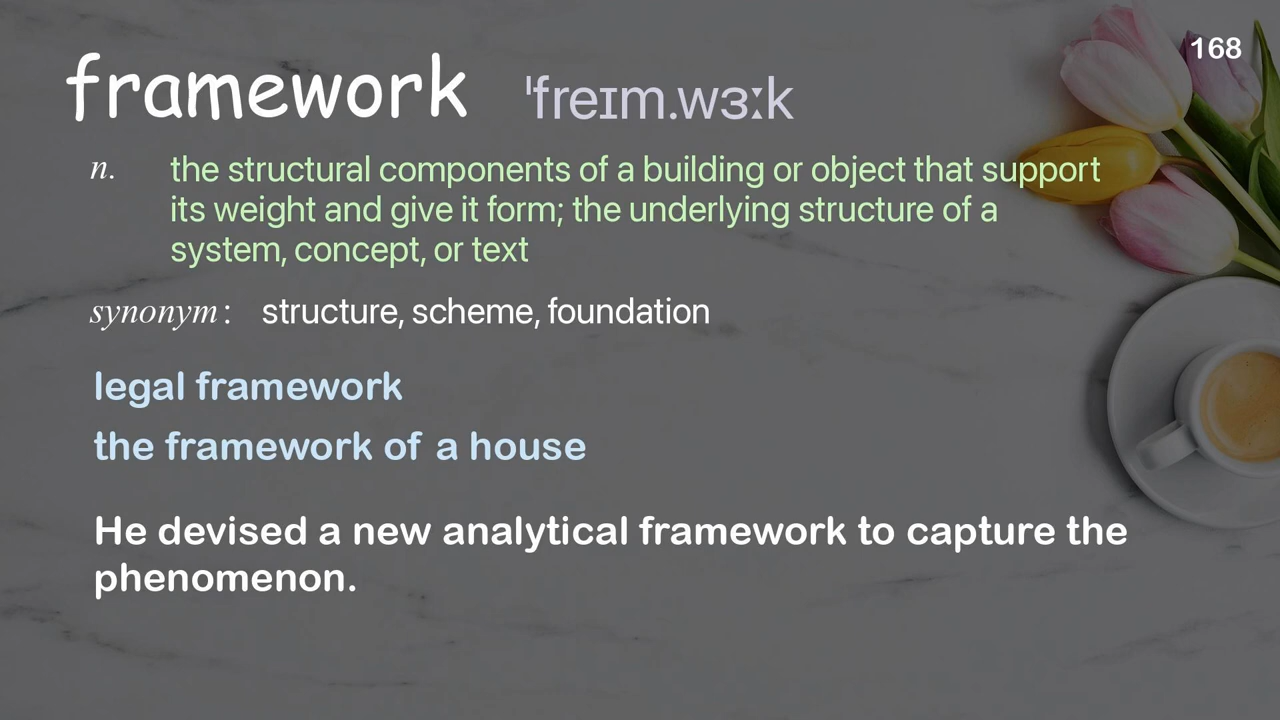 168
framework ˈfreɪm.wɜːk
n. the structural components of a building or object that support
its weight and give it form; the underlying structure of a
system, concept, or text
synonym: structure, scheme, foundation
legal framework
the framework of a house
He devised a new analytical framework to capture the
phenomenon.